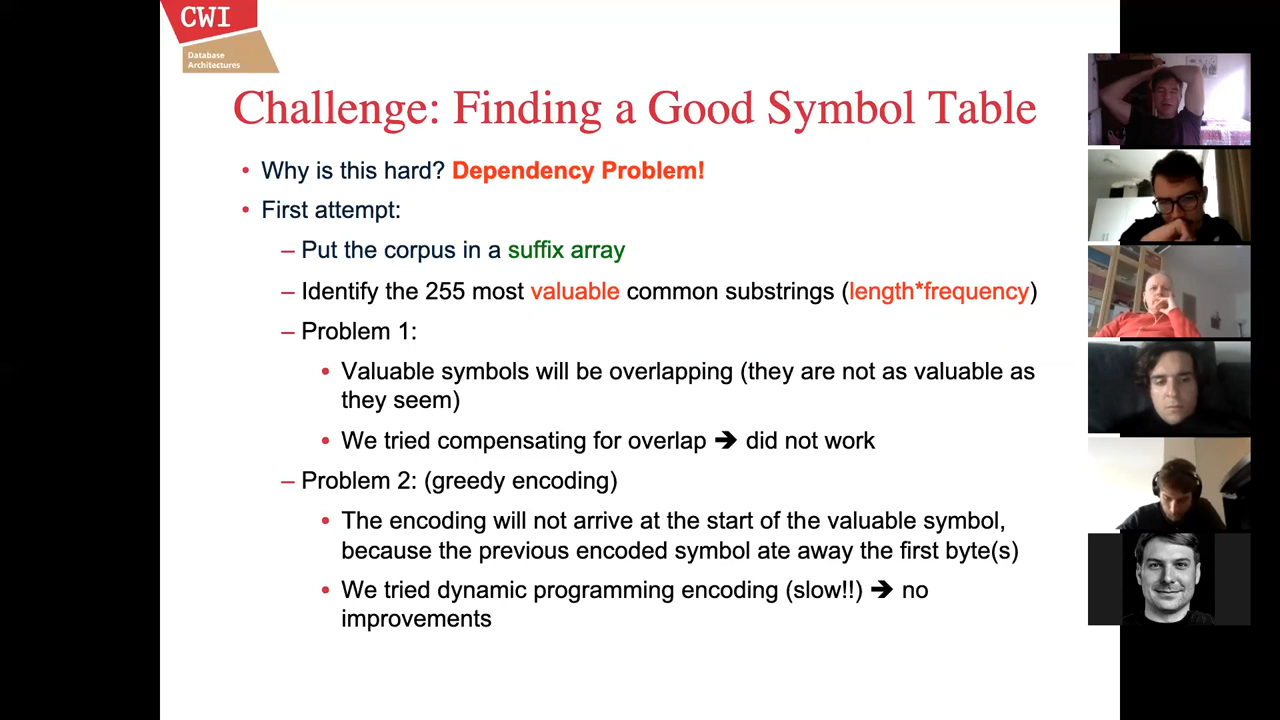 CWI
Database
Architectures
Challenge: Finding a Good Symbol Table
• Why is this hard? Dependency Problem!
• First attempt:
– Put the corpus in a suffix array
– Identify the 255 most valuable common substrings (length*frequency)
– Problem 1:
• Valuable symbols will be overlapping (they are not as valuable as
they seem)
• We tried compensating for overlap ➔ did not work
– Problem 2: (greedy encoding)
• The encoding will not arrive at the start of the valuable symbol,
because the previous encoded symbol ate away the first byte(s)
• We tried dynamic programming encoding (slow!!) ➔ no
improvements